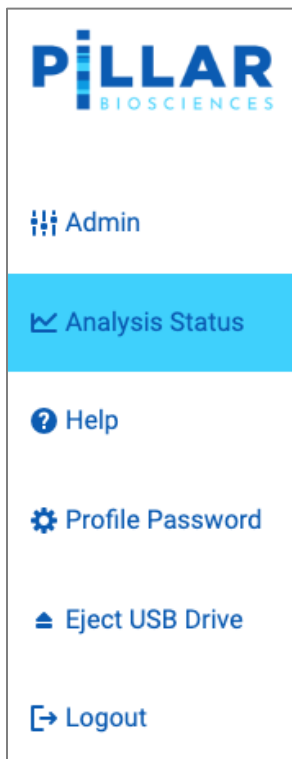 PiLLAR
BIOSCIENCES
Admin
Analysis Status
Help
Profile Password
Eject USB Drive
Logout